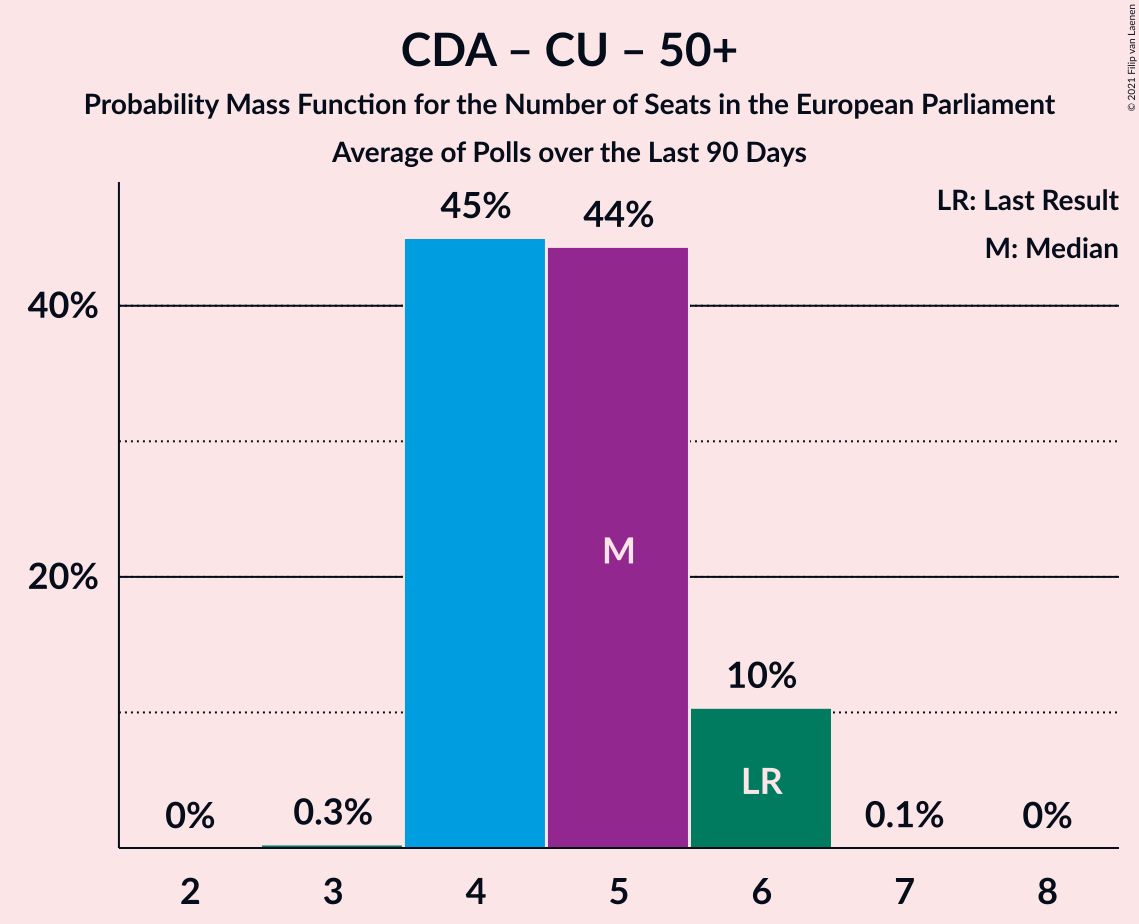 CDA – CU – 50+
Probability Mass Function for the Number of Seats in the European Parliament
Average of Polls over the Last 90 Days
© 2021 Filip van Laenen
LR: Last Result
M: Median
45%
44%
40%
M
20%
10%
LR
0%
0.3%
0.1%
0%
2 3 4 5 6 7 8